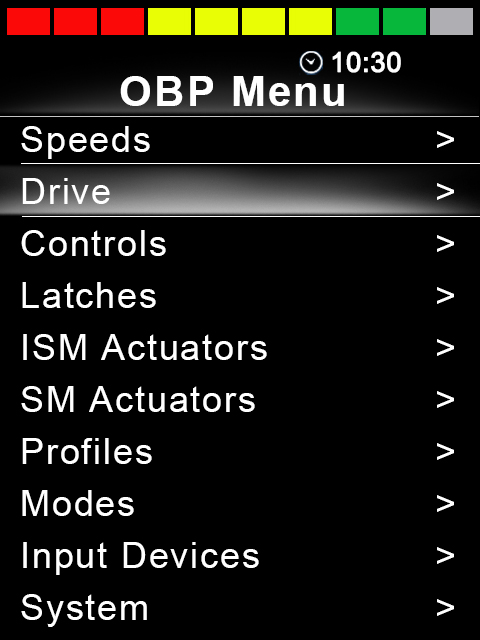 10:30
OBP Menu
Speeds >
Drive >
Controls >
Latches >
ISM Actuators >
SM Actuators >
Profiles >
Modes >
Input Devices >
System >